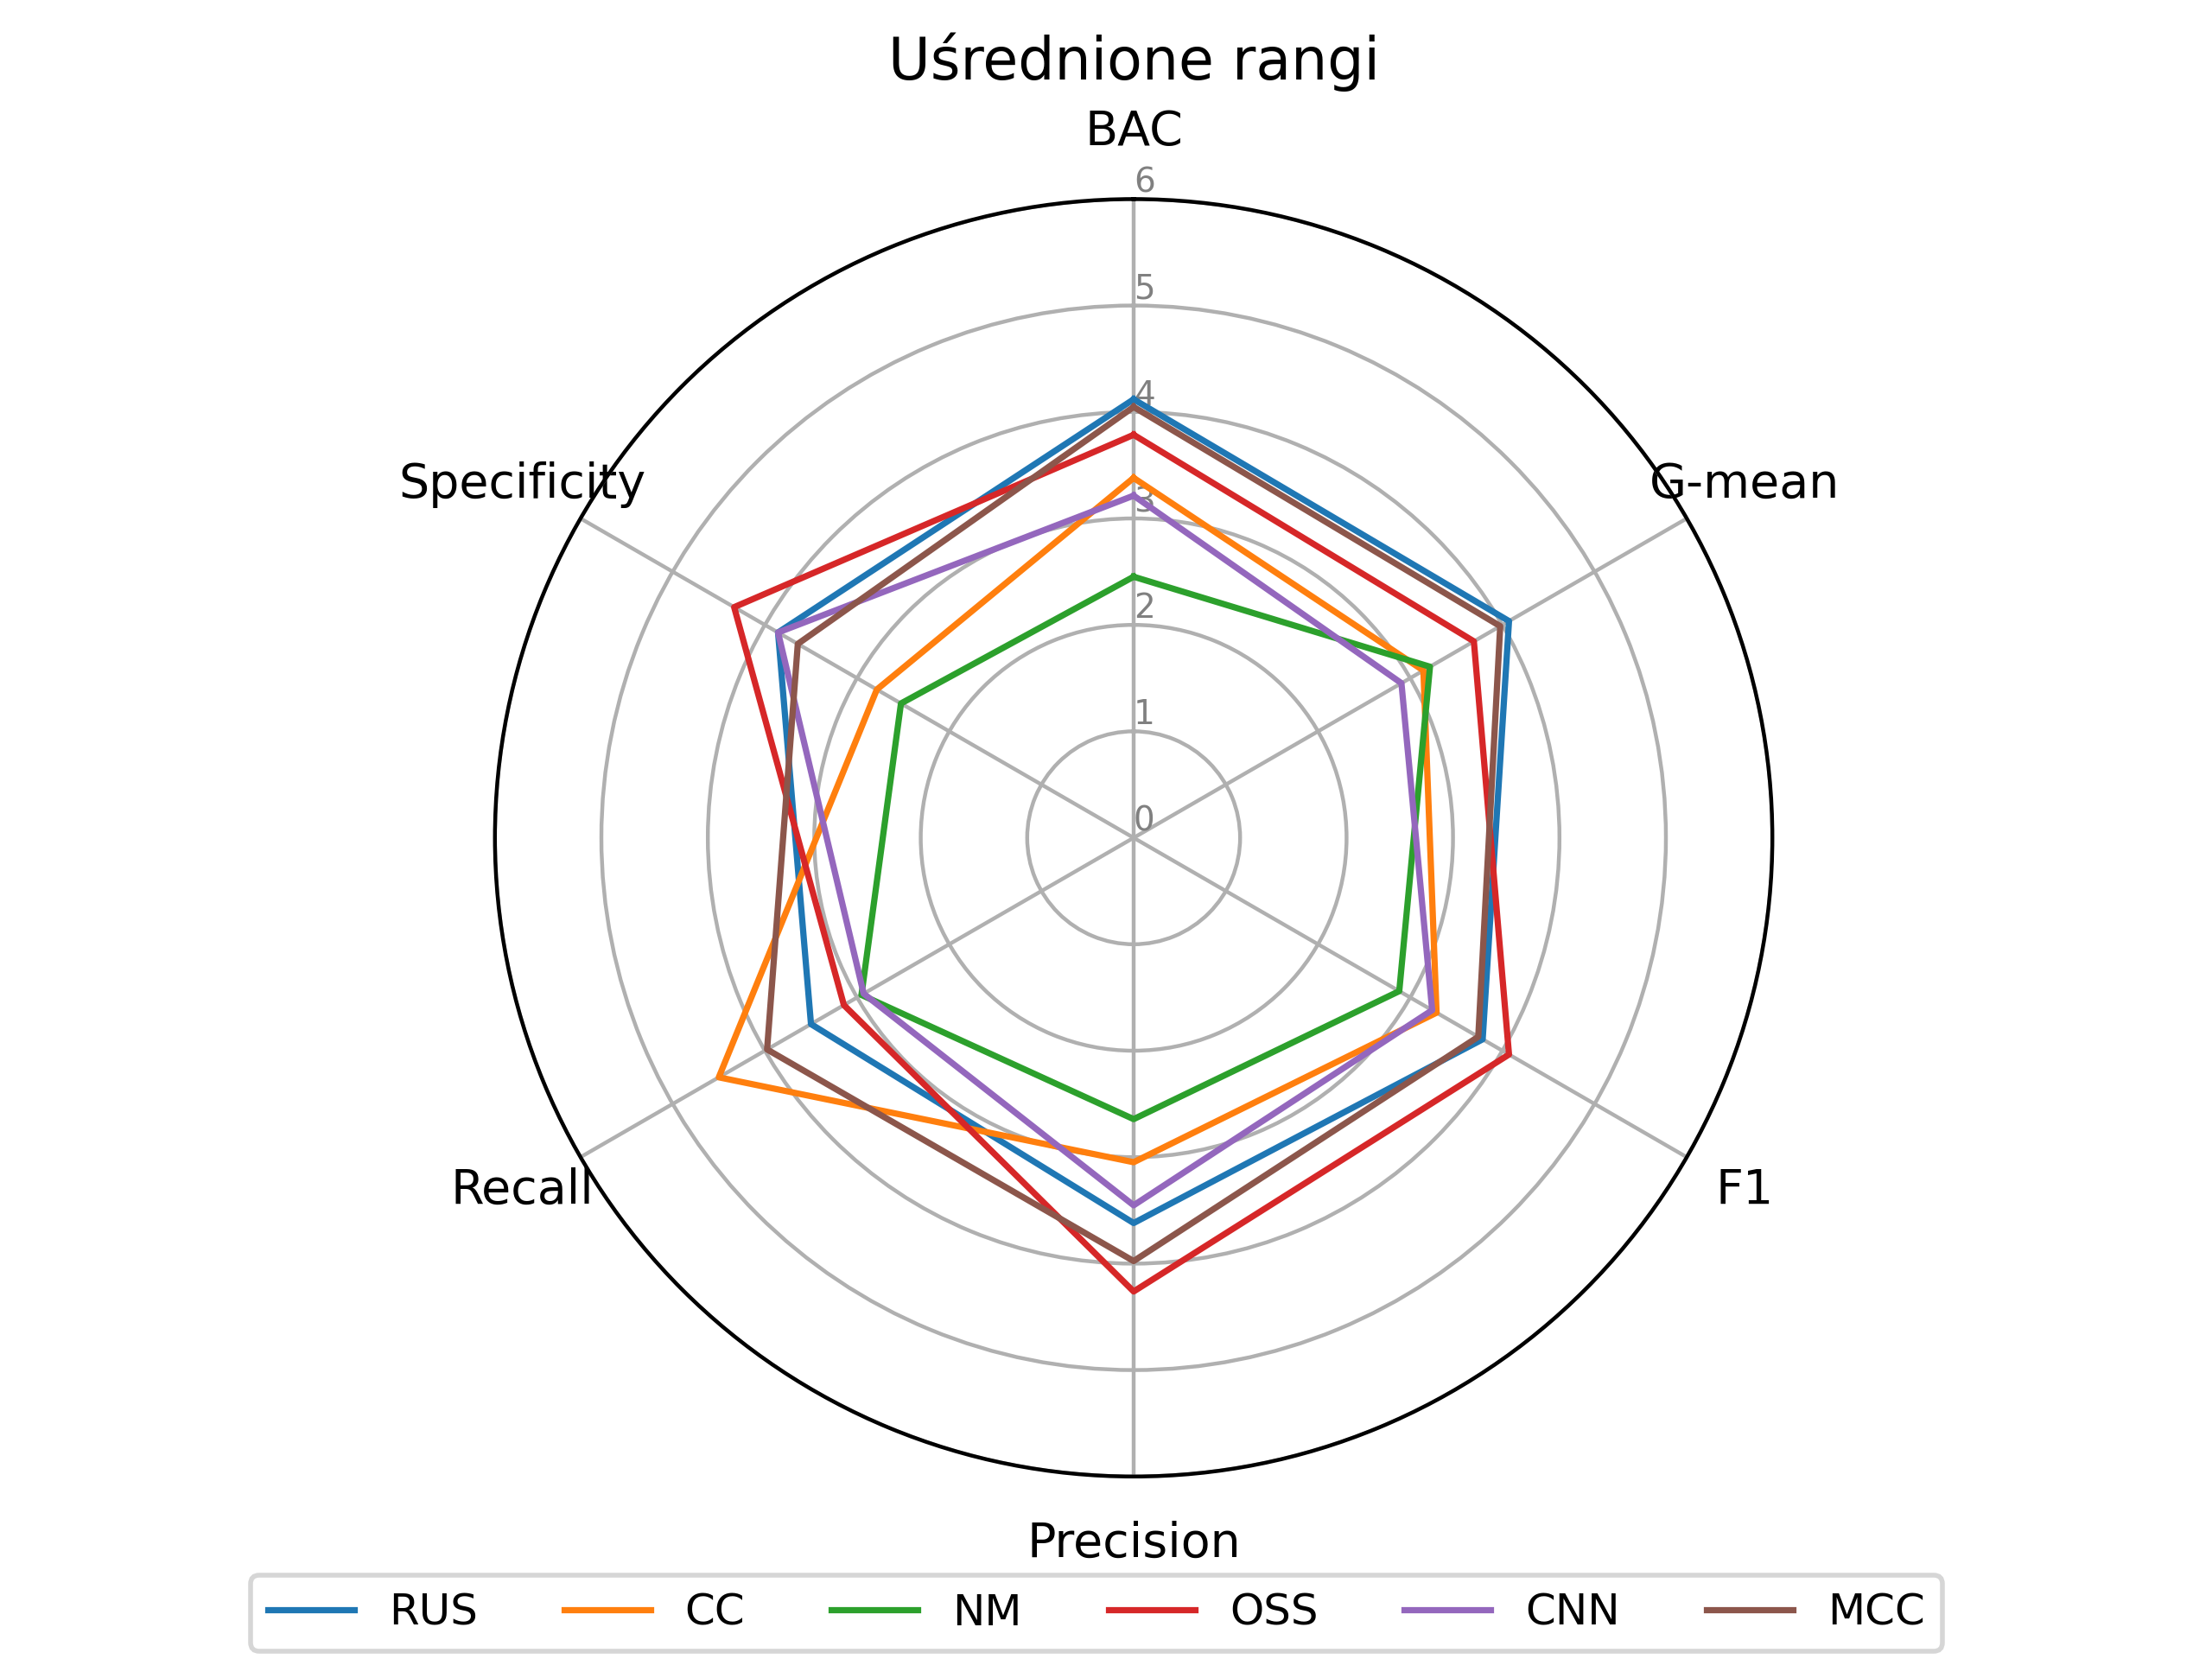 Uśrednione rangi
BAC
6
5
4
3
2
1
0
Specificity
G-mean
Recall
F1
Precision
RUS CC NM OSS CNN MCC